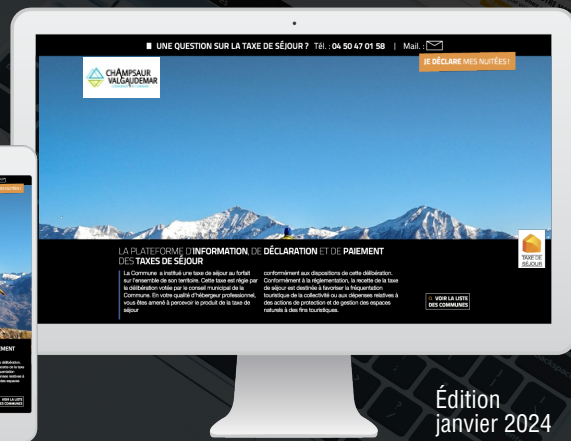 UNE QUESTION SUR LA TAXE DE SÉJOUR ? Tél. : 04 50 47 01 58 | Mail. :
JE DÉCLARE MES NUITÉES !
CHAMPSAUR
VALGAUDEMAR
LA PLATEFORME D'INFORMATION, DE DÉCLARATION ET DE PAIEMENT
DES TAXES DE SÉJOUR
La Commune a institué une taxe de séjour au forfait
sur l'ensemble de son territoire. Cette taxe est régie par
la délibération votée par le conseil municipal de la
Commune. En votre qualité d'hébergeur professionnel,
vous êtes amené à percevoir le produit de la taxe de
séjour
conformément aux dispositions de cette délibération.
Conformément à la réglementation, la recette de la taxe
de séjour est destinée à favoriser la fréquentation
touristique de la collectivité ou aux dépenses relatives à
des actions de protection et de gestion des espaces
naturels à des fins touristiques.
TAXE DE
SÉJOUR
VOIR LA LISTE
DES COMMUNES
EMENT
VOIR LA LISTE
DES COMMUNES
Édition
janvier 2024